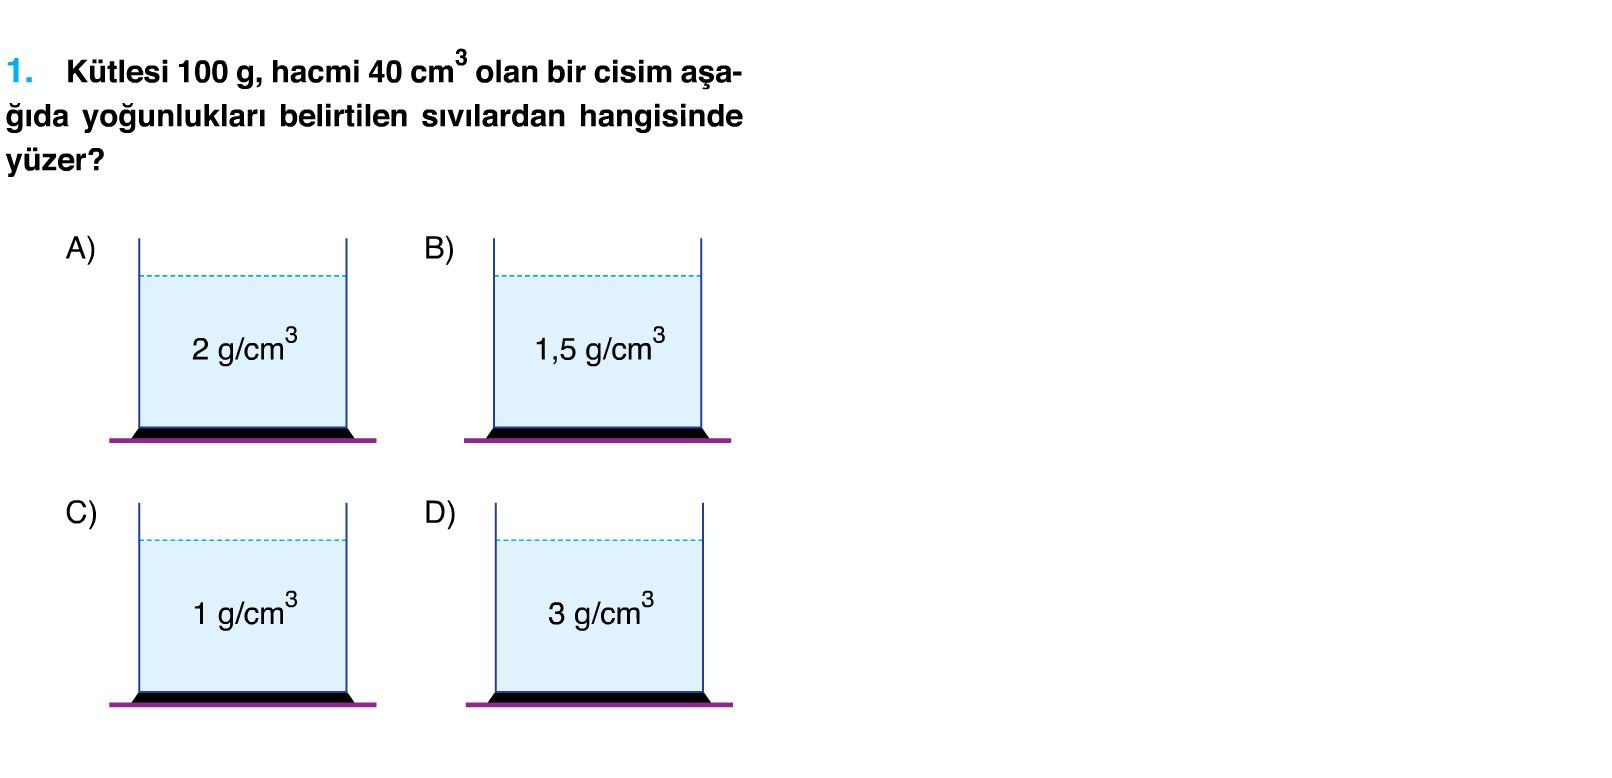 1. Kütlesi 100 g, hacmi 40 cm³ olan bir cisim aşa-
ğıda yoğunlukları belirtilen sıvılardan hangisinde
yüzer?
A)
2 g/cm³
B)
1,5 g/cm³
C)
1 g/cm³
D)
3 g/cm³